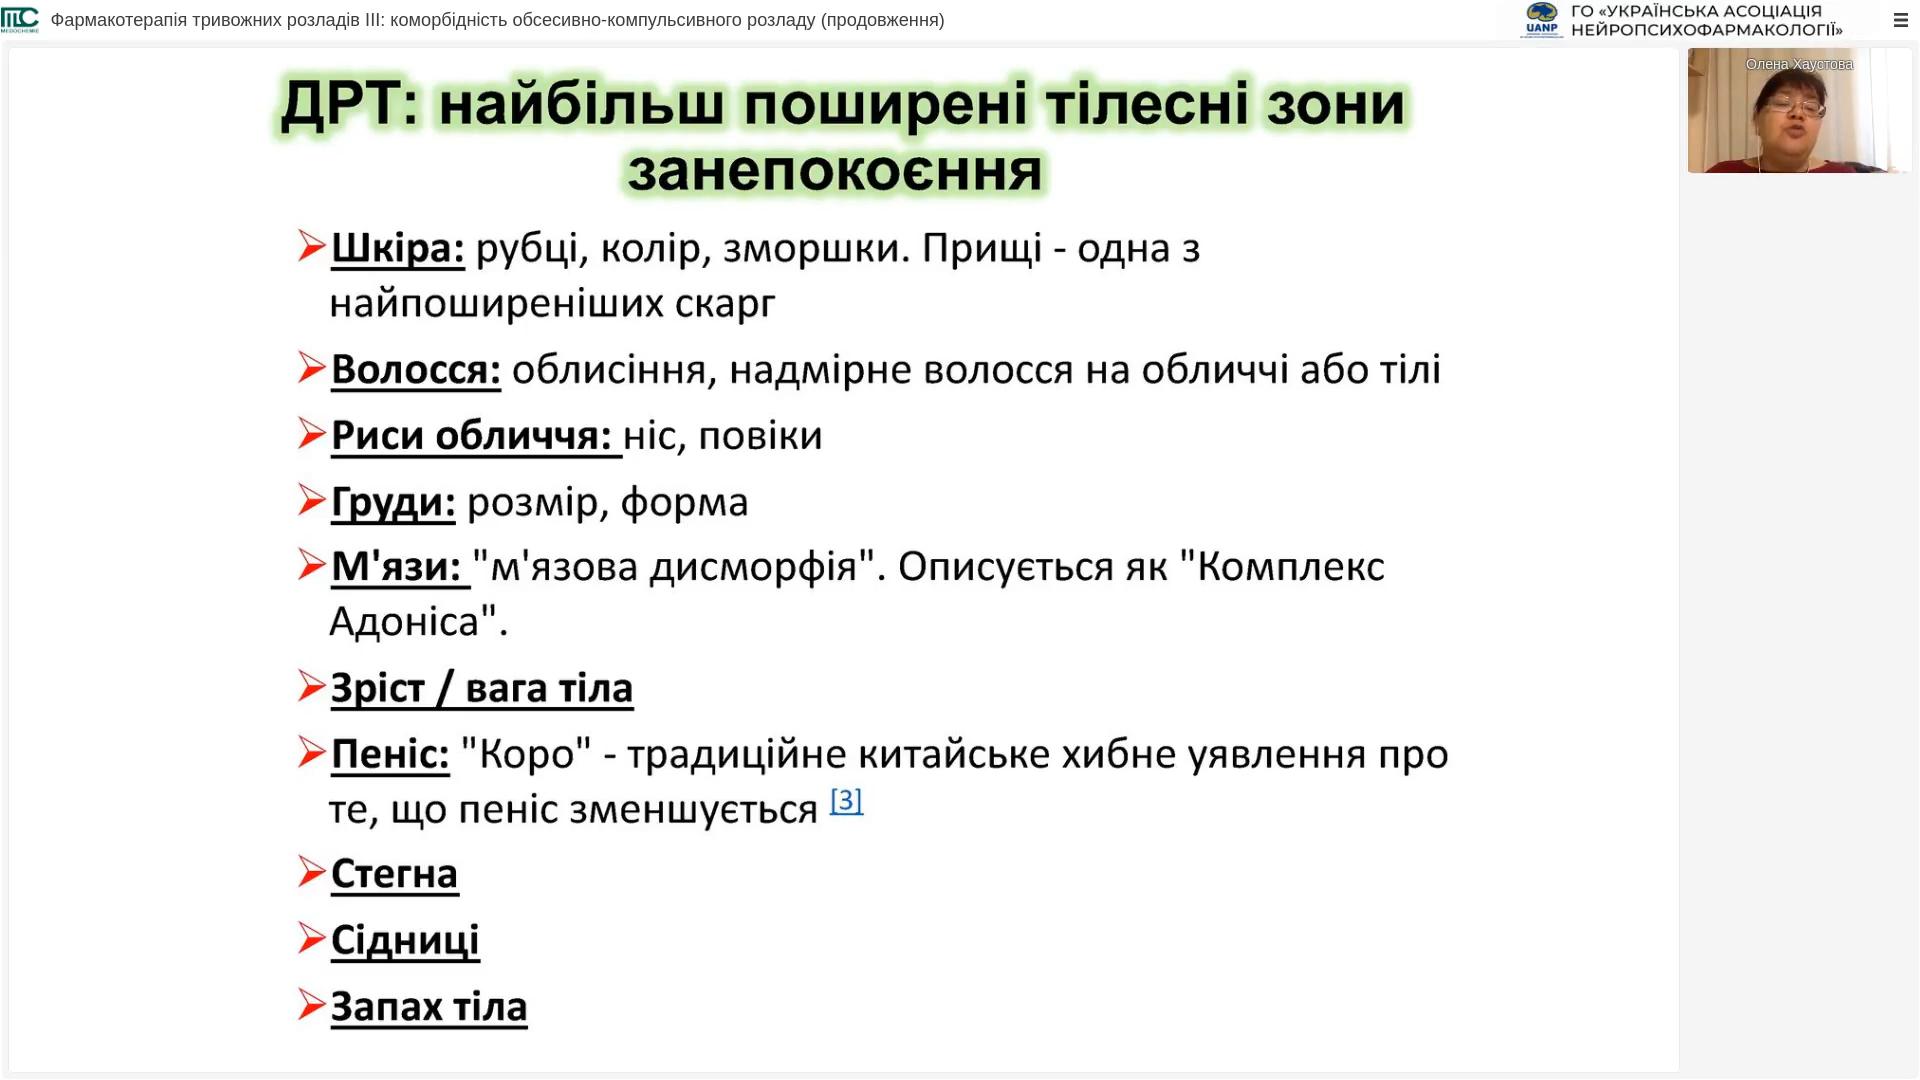 Фармакотерапія тривожних розладів III: коморбідність обсесивно-компульсивного розладу (продовження)
MEDOCHEMIE
UANP
ГО «УКРАЇНСЬКА АСОЦІАЦІЯ
НЕЙРОПСИХОФАРМАКОЛОГІЇ»
Олена Хаустова
ДРТ: найбільш поширені тілесні зони
занепокоєння
Шкіра: рубці, колір, зморшки. Прищі - одна з
найпоширеніших скарг
Волосся: облисіння, надмірне волосся на обличчі або тілі
Риси обличчя: ніс, повіки
Груди: розмір, форма
М'язи: "м'язова дисморфія". Описується як "Комплекс
Адоніса".
Зріст / вага тіла
Пеніс: "Коро" - традиційне китайське хибне уявлення про
те, що пеніс зменшується [3]
Стегна
Сідниці
Запах тіла